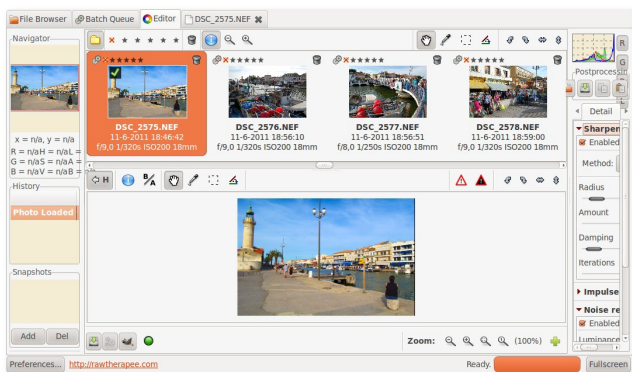 File Browser Batch Queue Editor DSC_2575.NEF
Navigator
x = n/a, y = n/a
R = n/aH = n/aL =
G = n/aS = n/aA =
B = n/aV = n/aB =
History
Photo Loaded
Snapshots
Add Del
DSC_2575.NEF
11-6-2011 18:46:42
f/9,0 1/320s ISO200 18mm
DSC_2576.NEF
11-6-2011 18:56:10
f/9,0 1/320s ISO200 18mm
DSC_2577.NEF
11-6-2011 18:56:51
f/8,0 1/250s ISO200 18mm
DSC_2578.NEF
11-6-2011 18:59:00
f/9,0 1/320s ISO200 18mm
H B/A
Zoom: (100%)
R
G
Postprocessin
Detail
Sharpen
Enabled
Method:
Radius
Amount
Damping
Iterations
Impulse
Noise re
Enabled
Luminance
Preferences... http://rawtherapee.com Ready. Fullscreen